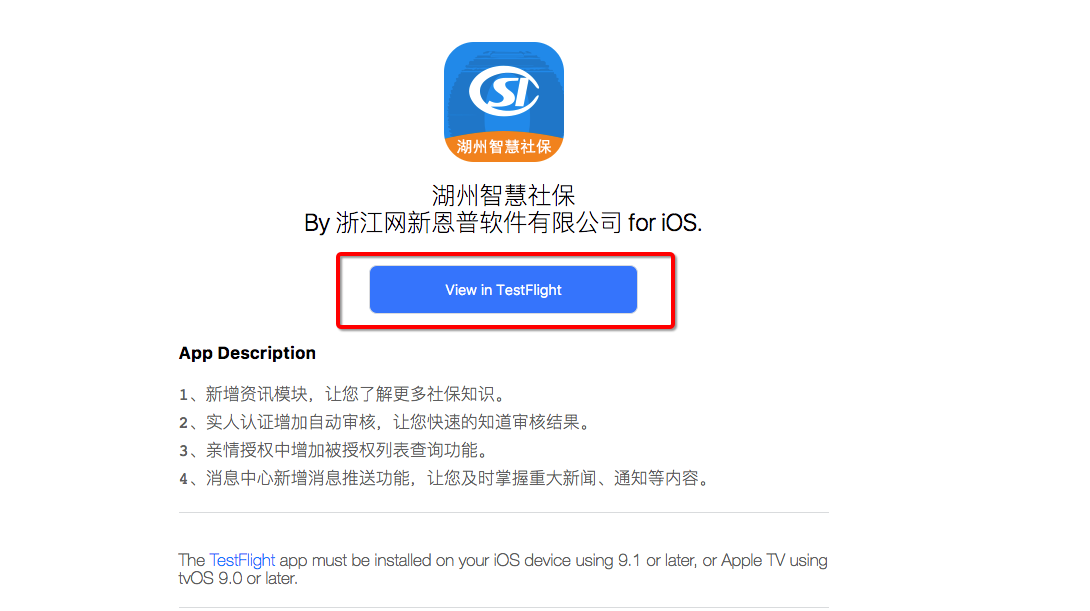 SI
湖州智慧社保
湖州智慧社保
By 浙江网新恩普软件有限公司 for iOS.
View in TestFlight
App Description
1、新增资讯模块，让您了解更多社保知识。
2、实人认证增加自动审核，让您快速的知道审核结果。
3、亲情授权中增加被授权列表查询功能。
4、消息中心新增消息推送功能，让您及时掌握重大新闻、通知等内容。
The TestFlight app must be installed on your iOS device using 9.1 or later, or Apple TV using
tvOS 9.0 or later.